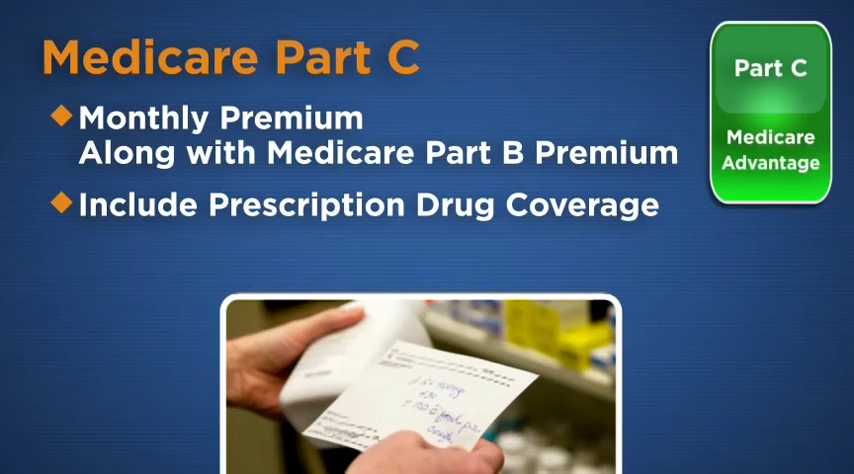 Medicare Part C
Monthly Premium
Along with Medicare Part B Premium
Include Prescription Drug Coverage
Part C
Medicare
Advantage